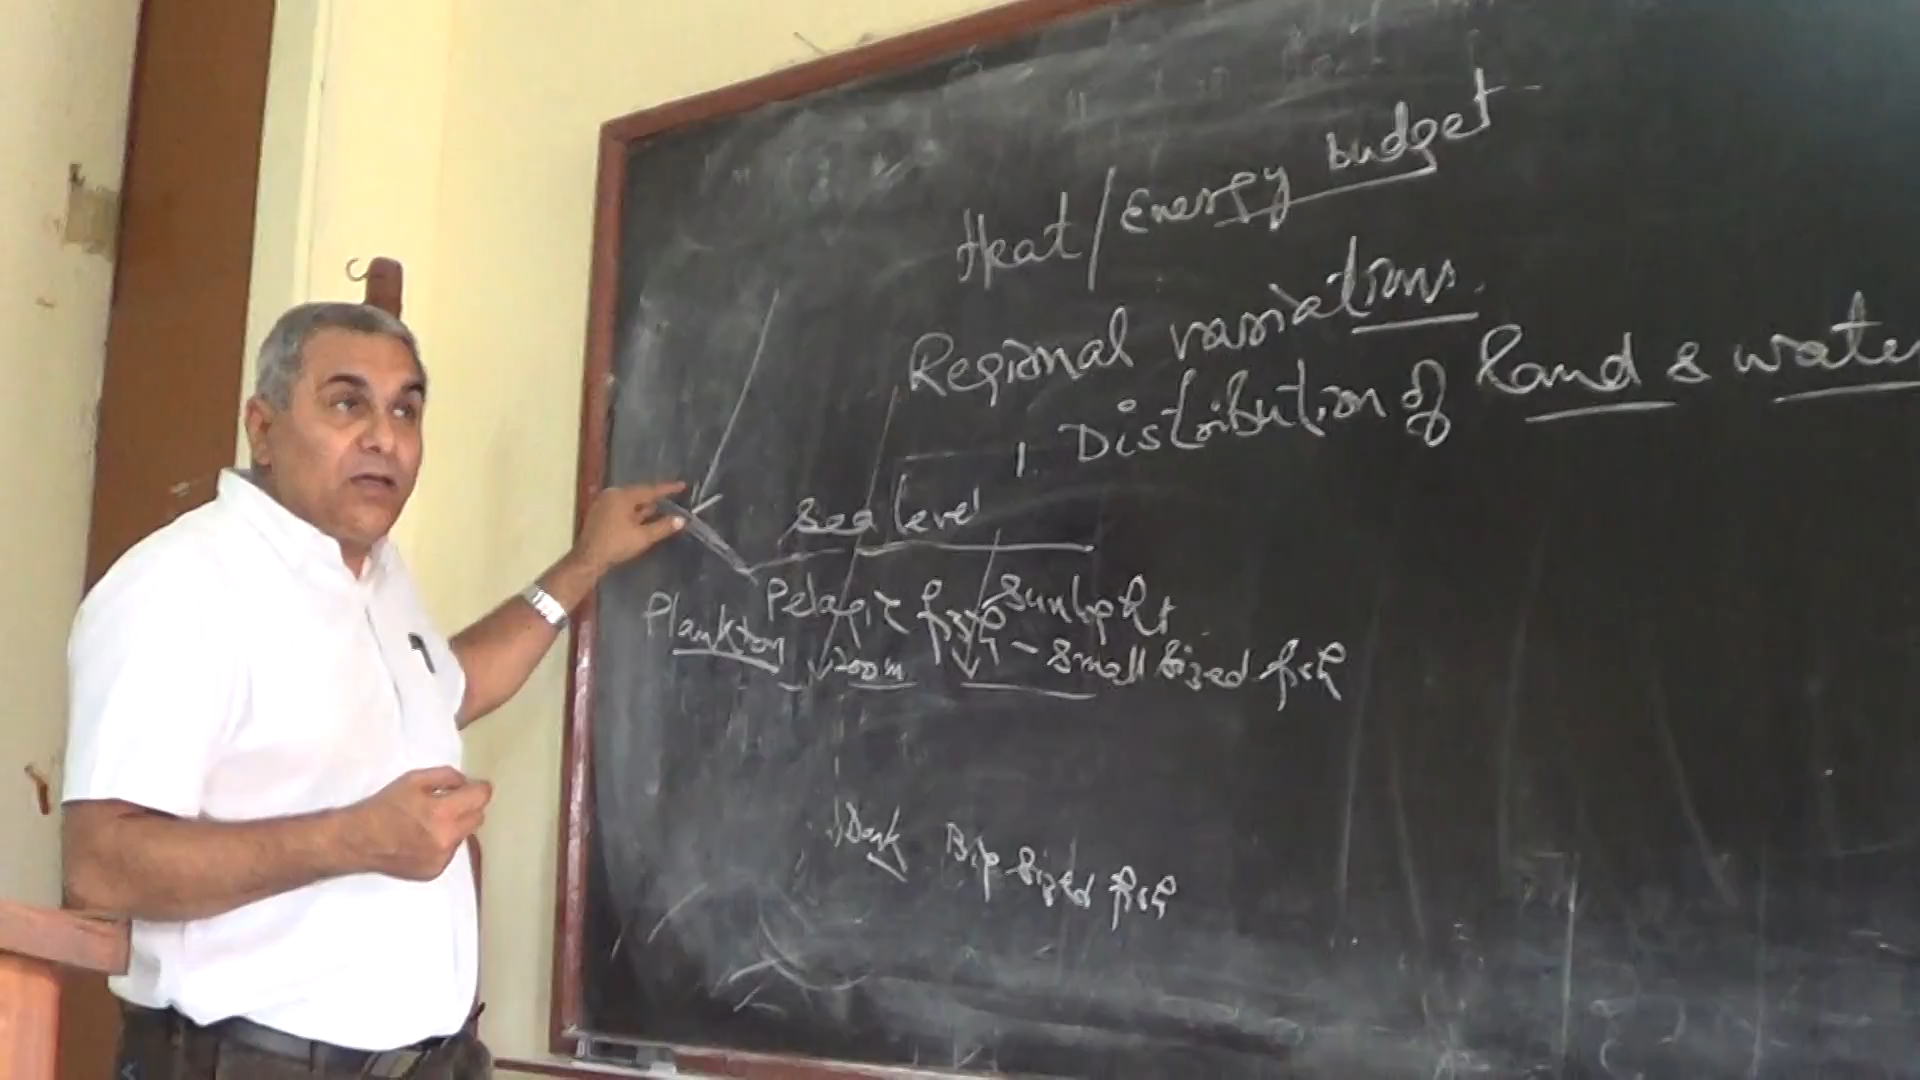 Heat/Energy budget
Regional variations.
1. Distribution of land & water
Sea level
Pelagic fish Sunlight
Plankton
200m
- Small sized fish
Dark Big sized fish